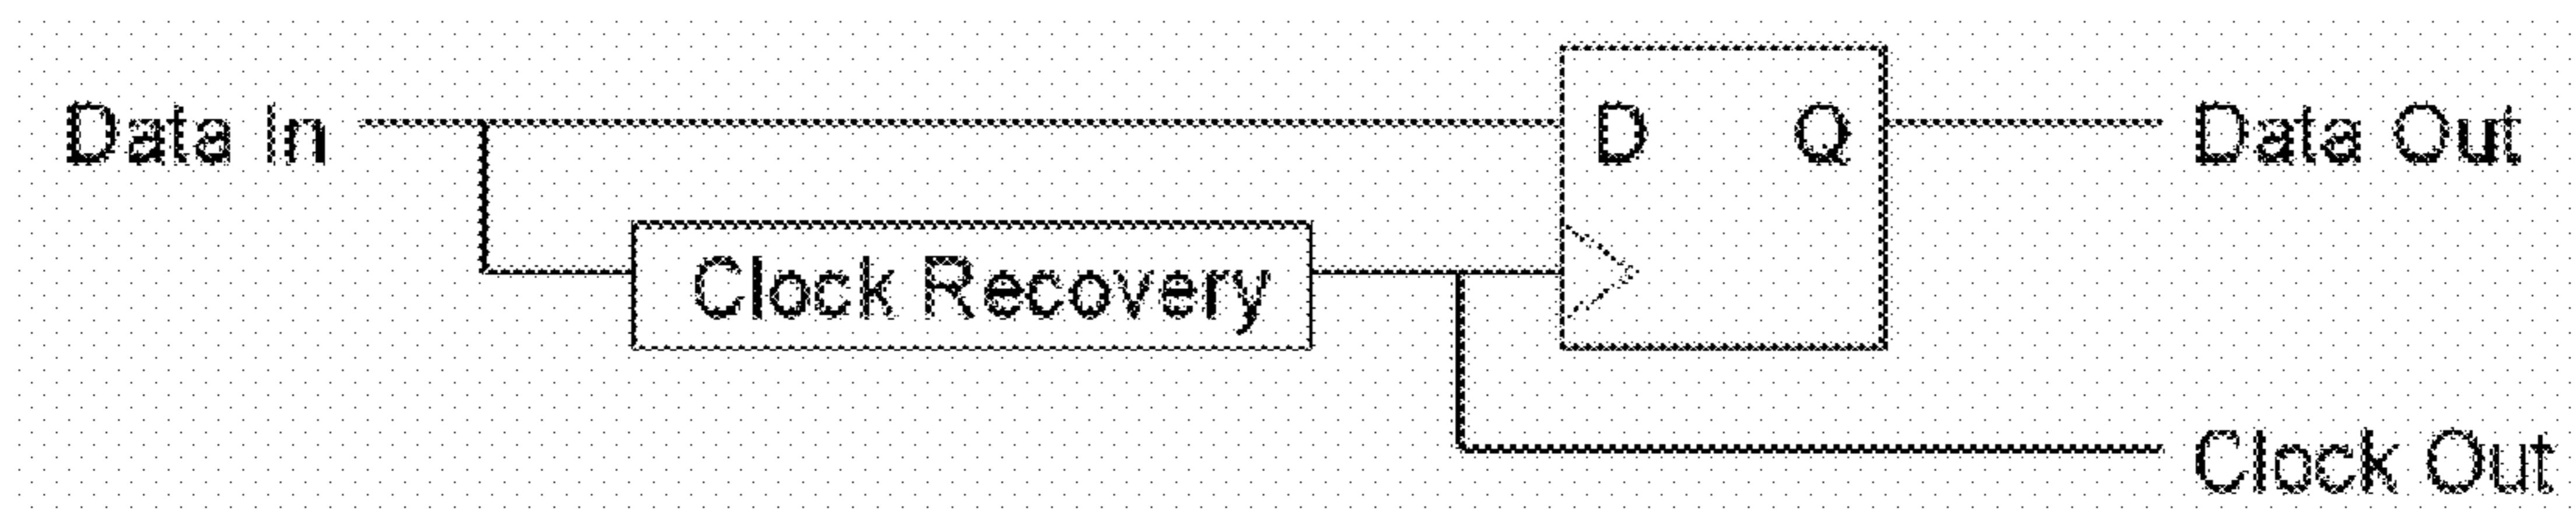 Data In
D
Q
Data Out
Clock Recovery
Clock Out